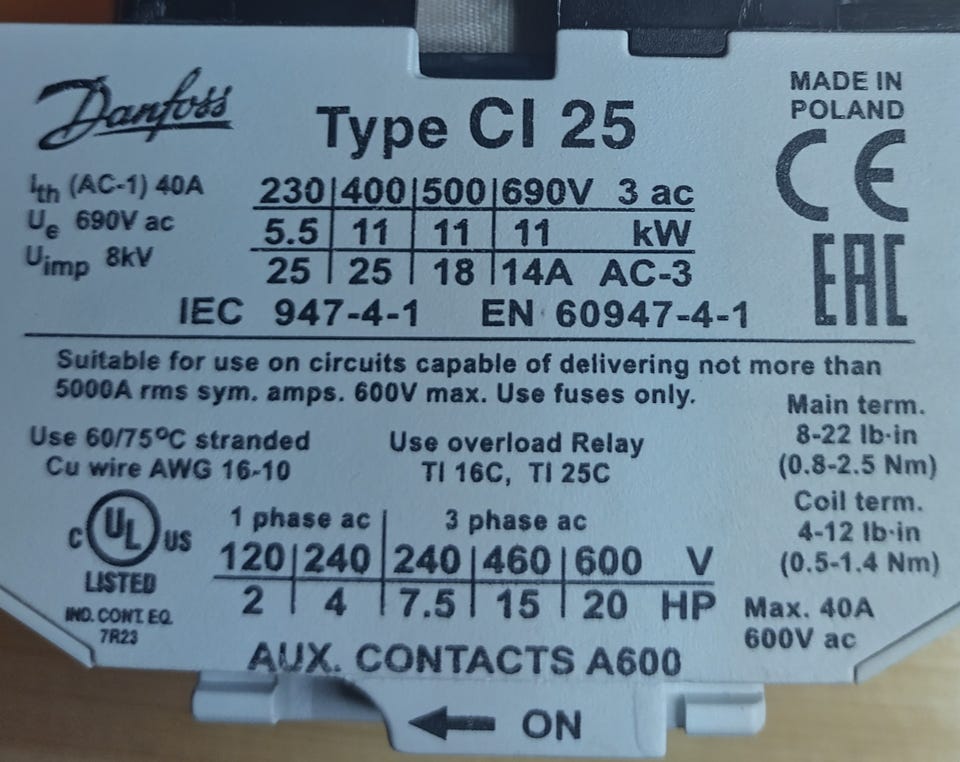 Danfoss
Type CI 25
MADE IN
POLAND
CE
EAC
Ith (AC-1) 40A
Ue 690V ac
Uimp 8kV
230 | 400 | 500 | 690V 3 ac
5.5 | 11 | 11 | 11 kW
25 | 25 | 18 | 14A AC-3
IEC 947-4-1 EN 60947-4-1
Suitable for use on circuits capable of delivering not more than
5000A rms sym. amps. 600V max. Use fuses only.
Use 60/75°C stranded
Cu wire AWG 16-10
Use overload Relay
TI 16C, TI 25C
Main term.
8-22 lb·in
(0.8-2.5 Nm)
Coil term.
4-12 lb·in
(0.5-1.4 Nm)
Max. 40A
600V ac
C UL US
LISTED
IND. CONT. EQ.
7R23
1 phase ac | 3 phase ac
120 | 240 | 240 | 460 | 600 V
2 | 4 | 7.5 | 15 | 20 HP
AUX. CONTACTS A600
ON